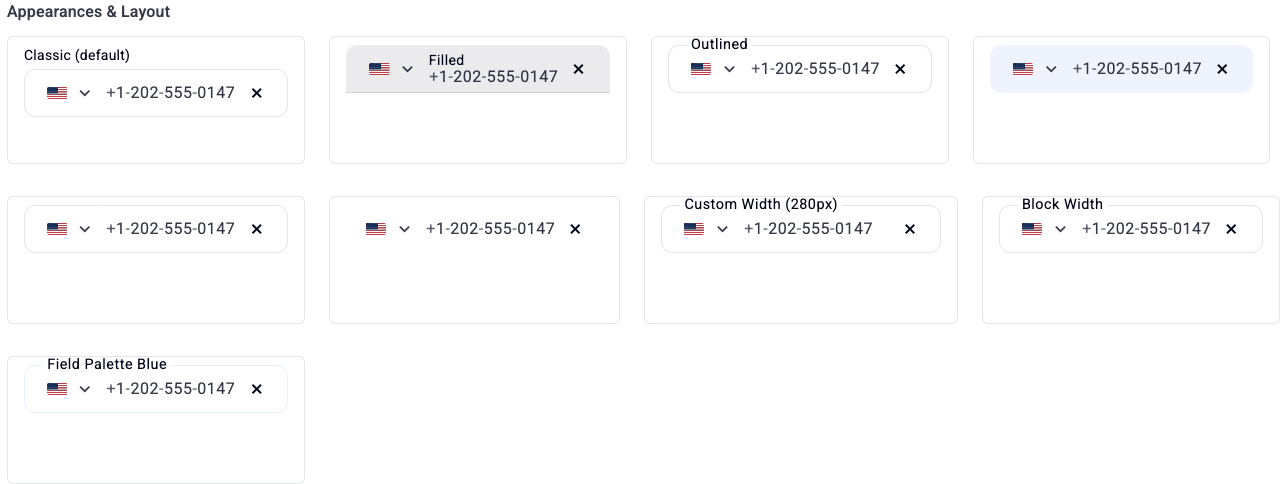 Appearances & Layout
Classic (default)
+1-202-555-0147
Filled
+1-202-555-0147
Outlined
+1-202-555-0147
+1-202-555-0147
+1-202-555-0147
+1-202-555-0147
Custom Width (280px)
+1-202-555-0147
Block Width
+1-202-555-0147
Field Palette Blue
+1-202-555-0147